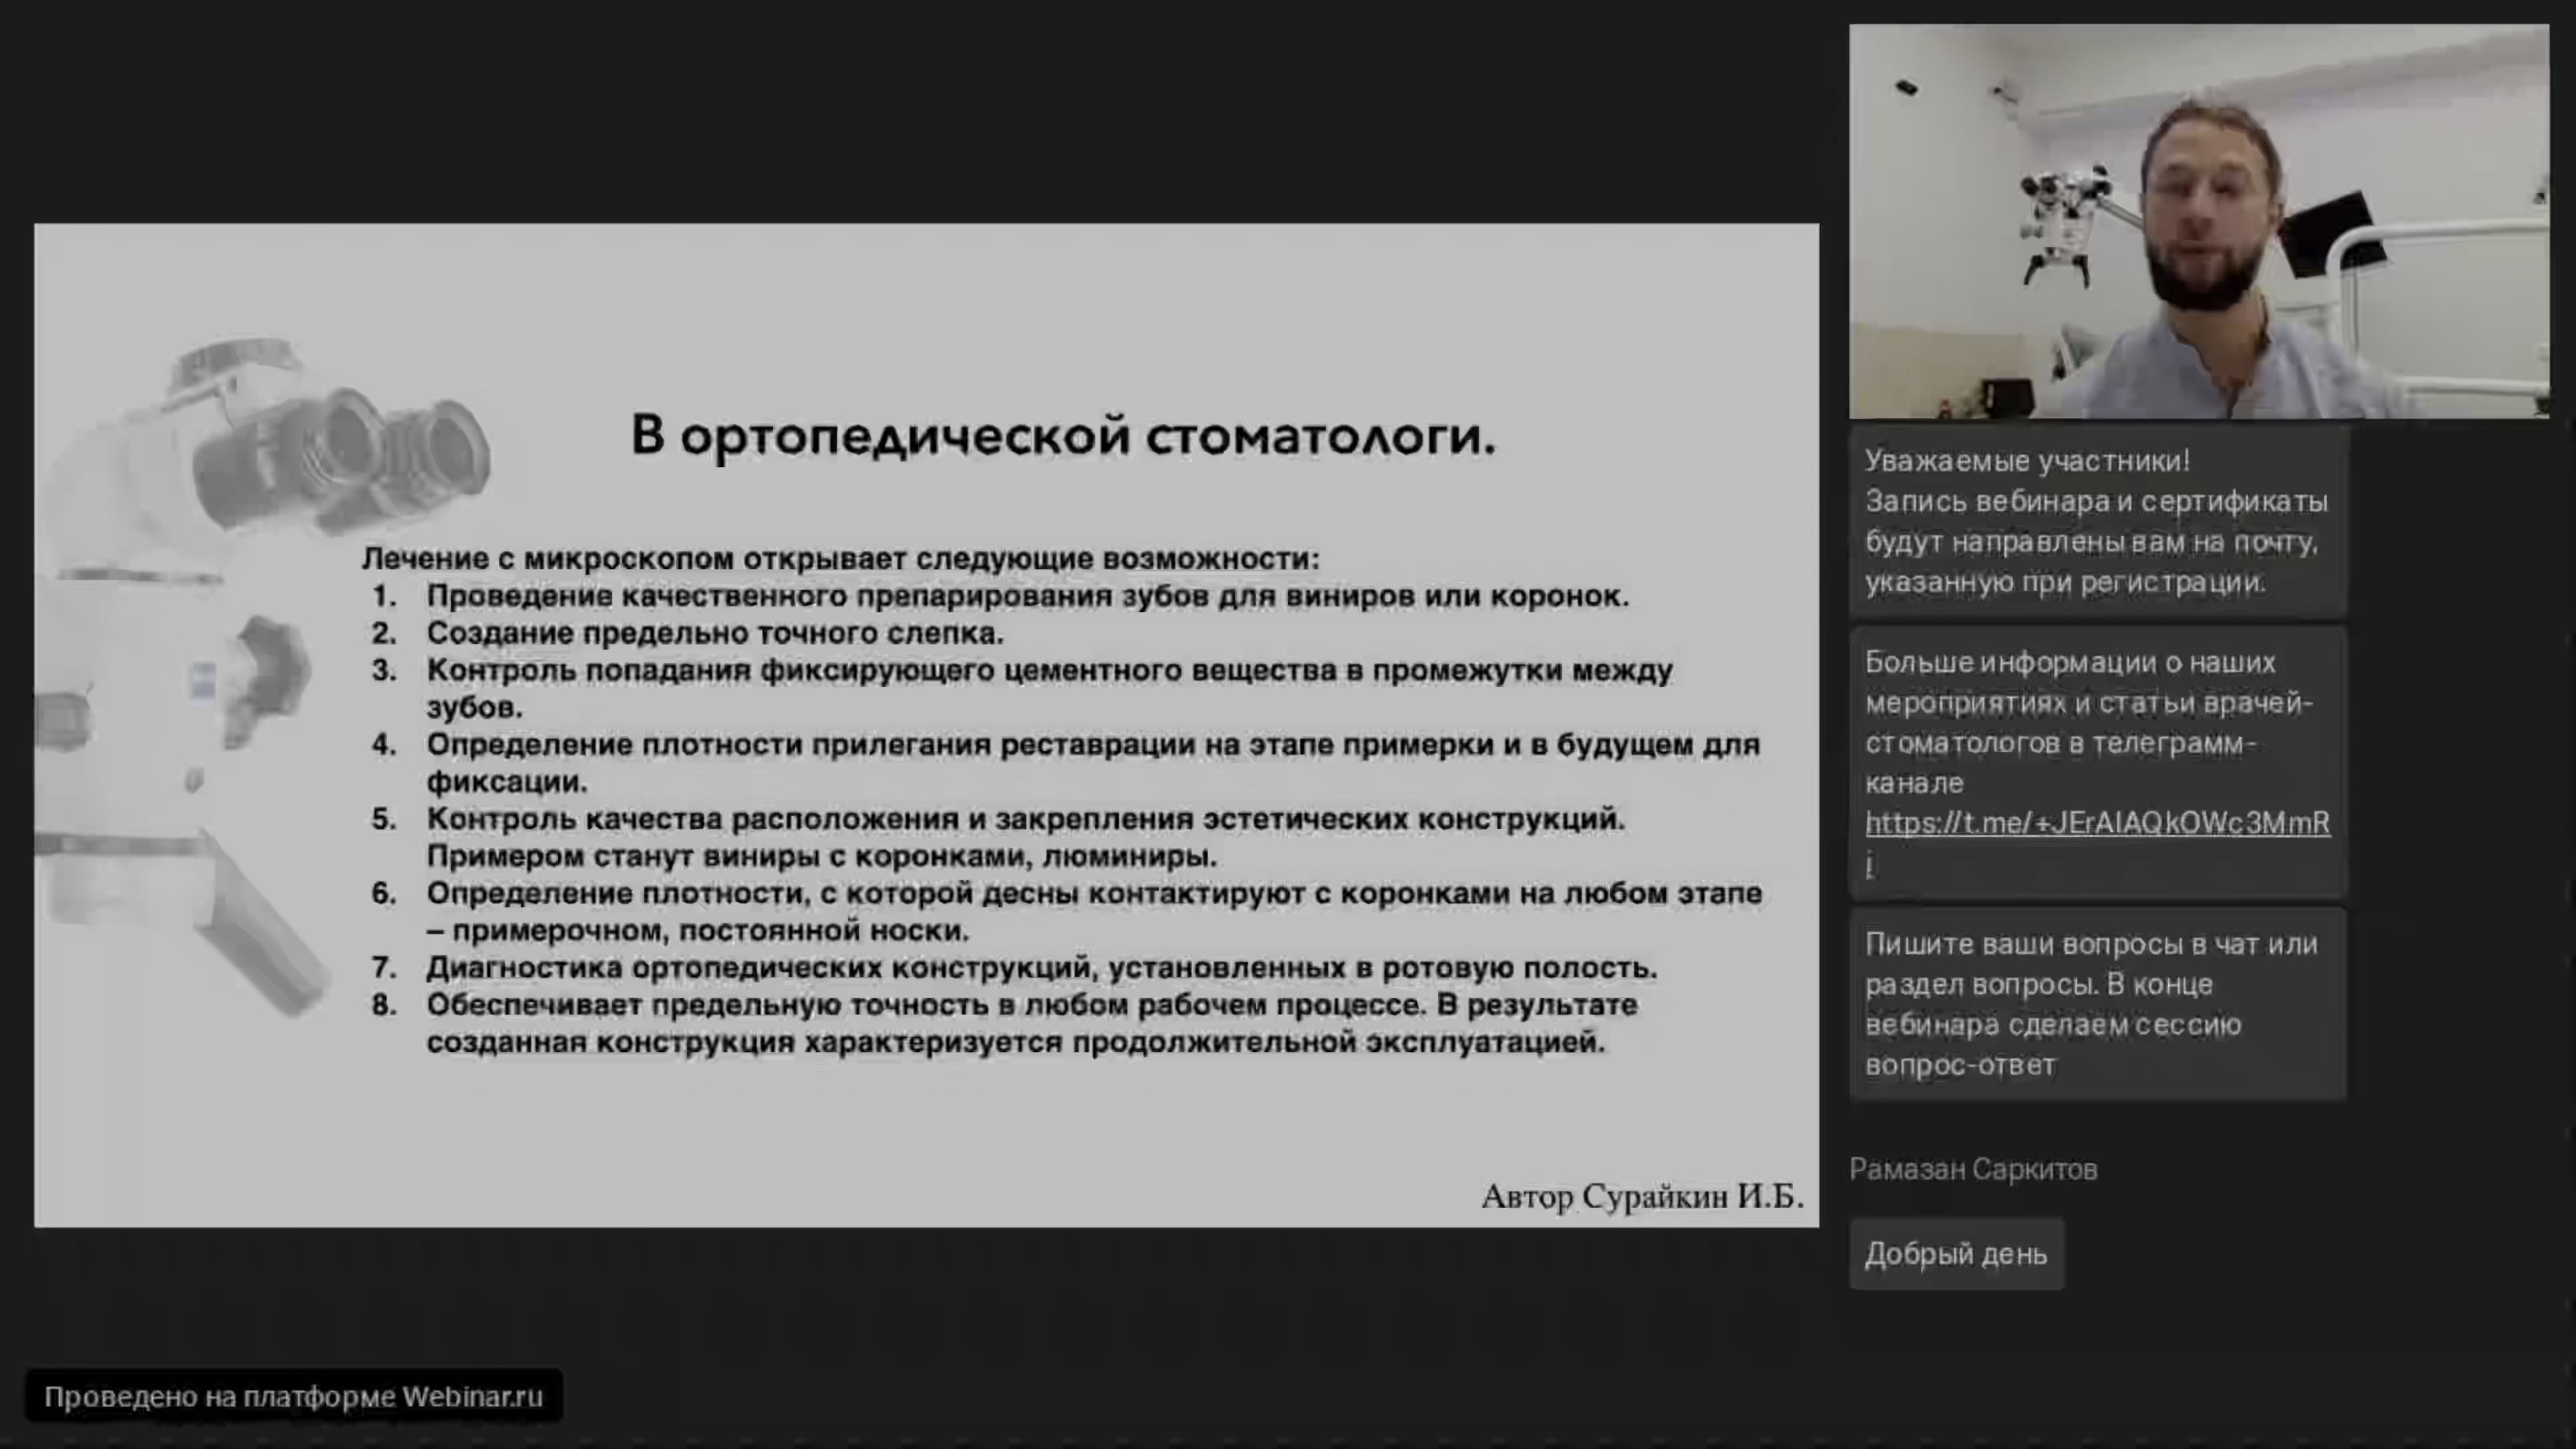 В ортопедической стоматологи.
Лечение с микроскопом открывает следующие возможности:
1. Проведение качественного препарирования зубов для виниров или коронок.
2. Создание предельно точного слепка.
3. Контроль попадания фиксирующего цементного вещества в промежутки между
зубов.
4. Определение плотности прилегания реставрации на этапе примерки и в будущем для
фиксации.
5. Контроль качества расположения и закрепления эстетических конструкций.
Примером станут виниры с коронками, люминиры.
6. Определение плотности, с которой десны контактируют с коронками на любом этапе
– примерочном, постоянной носки.
7. Диагностика ортопедических конструкций, установленных в ротовую полость.
8. Обеспечивает предельную точность в любом рабочем процессе. В результате
созданная конструкция характеризуется продолжительной эксплуатацией.
Автор Сурайкин И.Б.
Уважаемые участники!
Запись вебинара и сертификаты
будут направлены вам на почту,
указанную при регистрации.
Больше информации о наших
мероприятиях и статьи врачей-
стоматологов в телеграмм-
канале
https://t.me/+JErAIAQkOWc3MmR
i
Пишите ваши вопросы в чат или
раздел вопросы. В конце
вебинара сделаем сессию
вопрос-ответ
Рамазан Саркитов
Добрый день
Проведено на платформе Webinar.ru